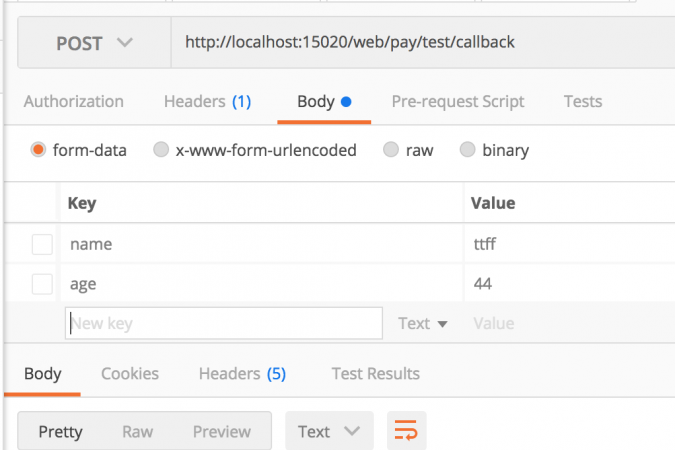 POST http://localhost:15020/web/pay/test/callback
Authorization Headers (1) Body Pre-request Script Tests
form-data x-www-form-urlencoded raw binary
Key Value
name ttff
age 44
New key Text Value
Body Cookies Headers (5) Test Results
Pretty Raw Preview Text